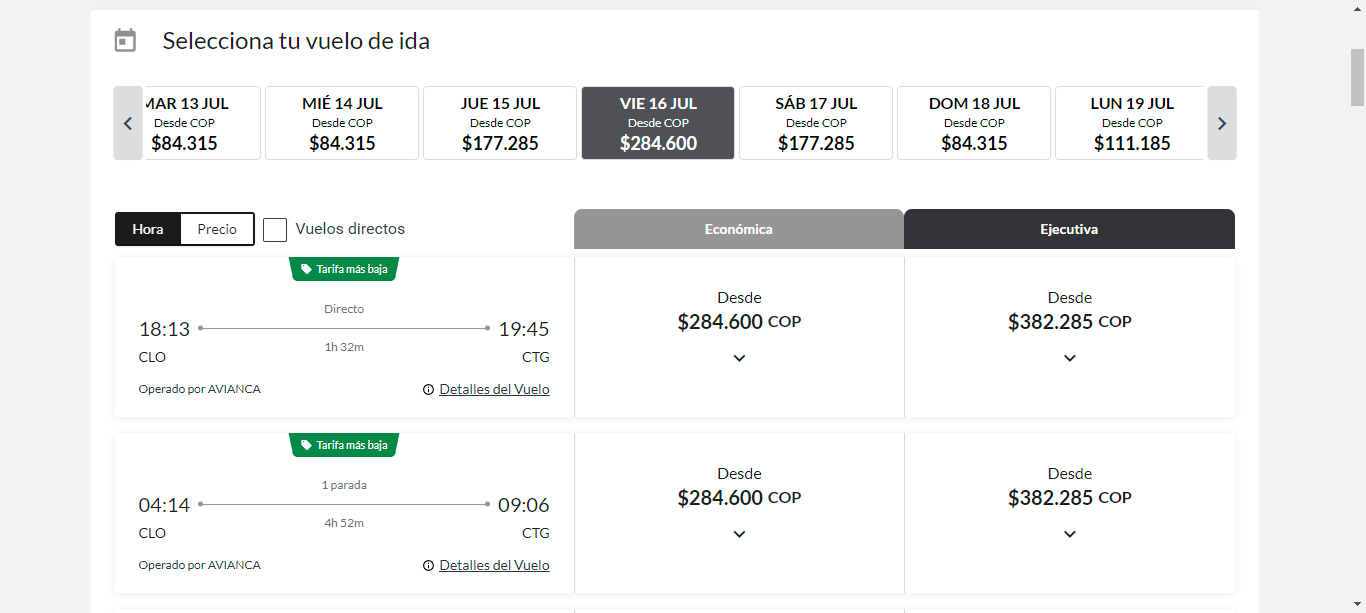 Selecciona tu vuelo de ida
MAR 13 JUL
Desde COP
$84.315
MIÉ 14 JUL
Desde COP
$84.315
JUE 15 JUL
Desde COP
$177.285
VIE 16 JUL
Desde COP
$284.600
SÁB 17 JUL
Desde COP
$177.285
DOM 18 JUL
Desde COP
$84.315
LUN 19 JUL
Desde COP
$111.185
Hora
Precio
Vuelos directos
Económica
Ejecutiva
Tarifa más baja
Directo
18:13
19:45
1h 32m
CLO
CTG
Operado por AVIANCA
Detalles del Vuelo
Desde
$284.600 COP
Desde
$382.285 COP
Tarifa más baja
1 parada
04:14
09:06
4h 52m
CLO
CTG
Operado por AVIANCA
Detalles del Vuelo
Desde
$284.600 COP
Desde
$382.285 COP